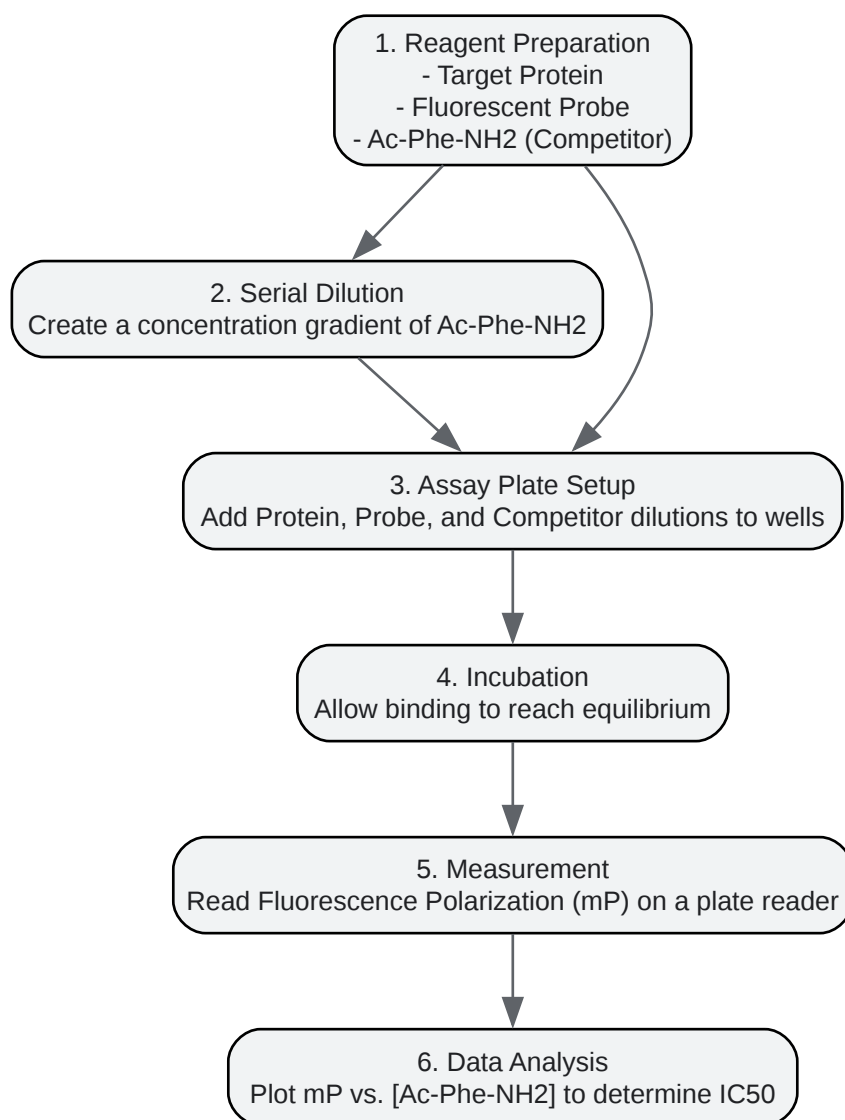 1. Reagent Preparation
- Target Protein
- Fluorescent Probe
- Ac-Phe-NH2 (Competitor)
2. Serial Dilution
Create a concentration gradient of Ac-Phe-NH2
3. Assay Plate Setup
Add Protein, Probe, and Competitor dilutions to wells
4. Incubation
Allow binding to reach equilibrium
5. Measurement
Read Fluorescence Polarization (mP) on a plate reader
6. Data Analysis
Plot mP vs. [Ac-Phe-NH2] to determine IC50